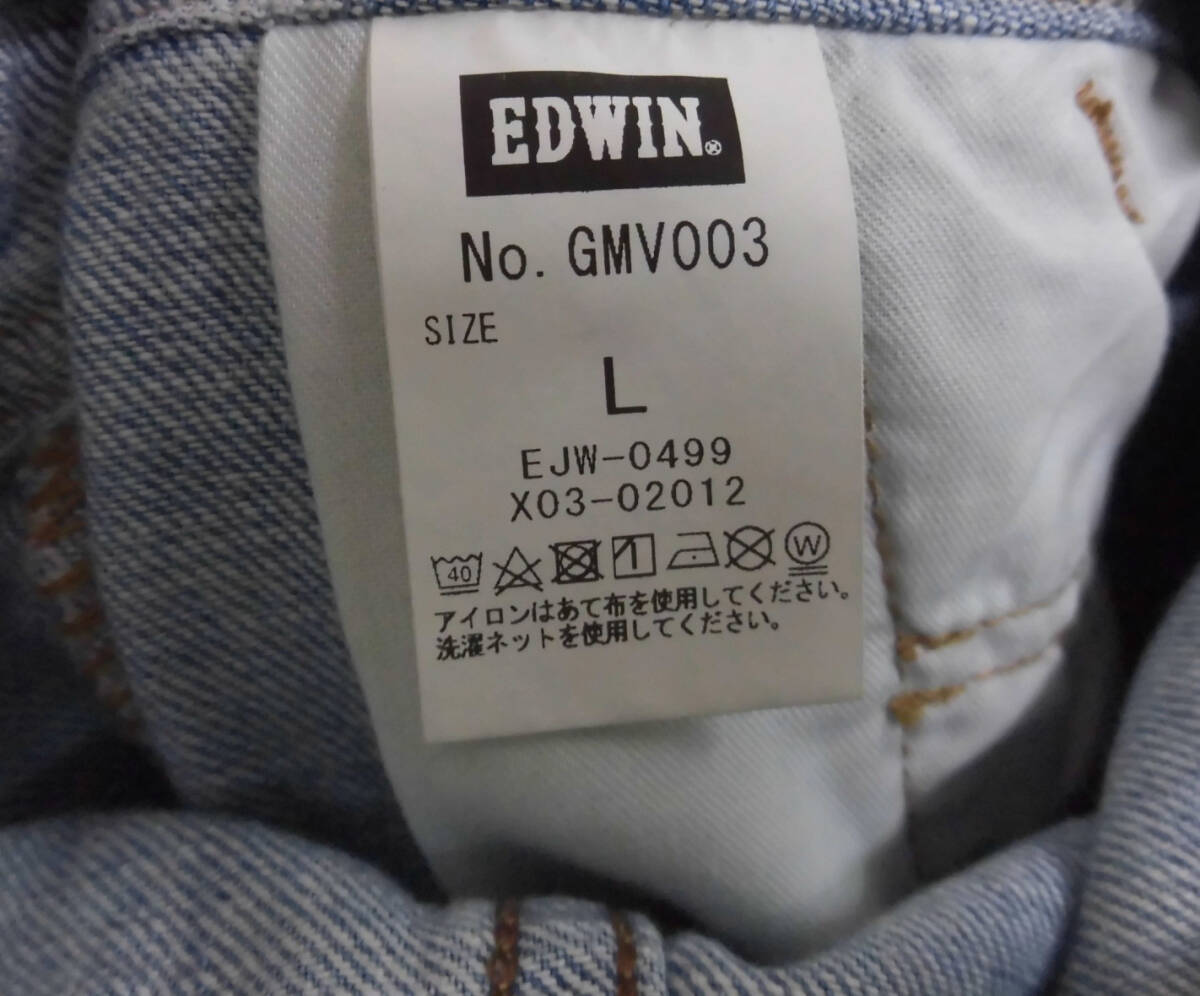 EDWIN®
No. GMV003
SIZE
L
EJW-0499
X03-02012
40 W
アイロンはあて布を使用してください。
洗濯ネットを使用してください。